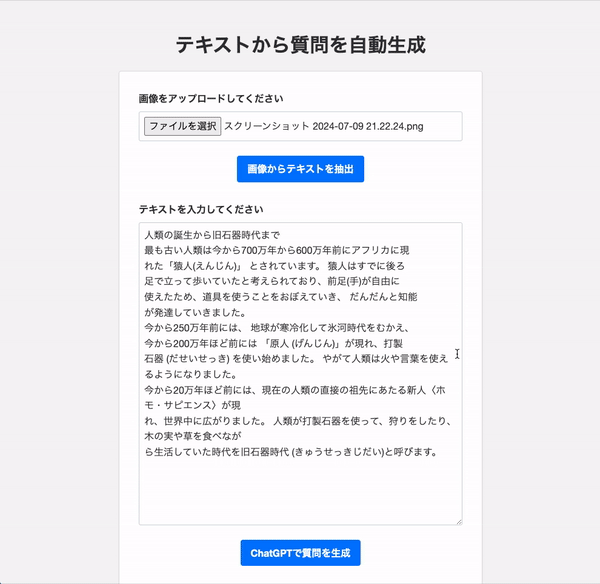 テキストから質問を自動生成
画像をアップロードしてください
ファイルを選択 スクリーンショット 2024-07-09 21.22.24.png
画像からテキストを抽出
テキストを入力してください
人類の誕生から旧石器時代まで
最も古い人類は今から700万年から600万年前にアフリカに現
れた「猿人(えんじん)」 とされています。 猿人はすでに後ろ
足で立って歩いていたと考えられており、前足(手)が自由に
使えたため、道具を使うことをおぼえていき、 だんだんと知能
が発達していきました。
今から250万年前には、 地球が寒冷化して氷河時代をむかえ、
今から200万年ほど前には 「原人 (げんじん)」が現れ、打製
石器 (だせいせっき) を使い始めました。 やがて人類は火や言葉を使え
るようになりました。
今から20万年ほど前には、現在の人類の直接の祖先にあたる新人〈ホ
モ・サピエンス〉が現
れ、世界中に広がりました。 人類が打製石器を使って、狩りをしたり、
木の実や草を食べなが
ら生活していた時代を旧石器時代 (きゅうせっきじだい)と呼びます。
ChatGPTで質問を生成